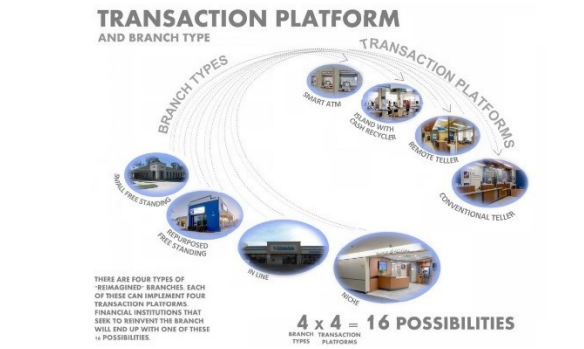 TRANSACTION PLATFORM
AND BRANCH TYPE
BRANCH TYPES
TRANSACTION PLATFORMS
SMART ATM
ISLAND WITH
CASH RECYCLER
REMOTE TELLER
CONVENTIONAL TELLER
SMALL FREE STANDING
REPURPOSED
FREE STANDING
IN LINE
NICHE
THERE ARE FOUR TYPES OF
"REIMAGINED" BRANCHES. EACH
OF THESE CAN IMPLEMENT FOUR
TRANSACTION PLATFORMS.
FINANCIAL INSTITUTIONS THAT
SEEK TO REINVENT THE BRANCH
WILL END UP WITH ONE OF THESE
16 POSSIBILITIES.
4 x 4 = 16 POSSIBILITIES
BRANCH TRANSACTION
TYPES PLATFORMS